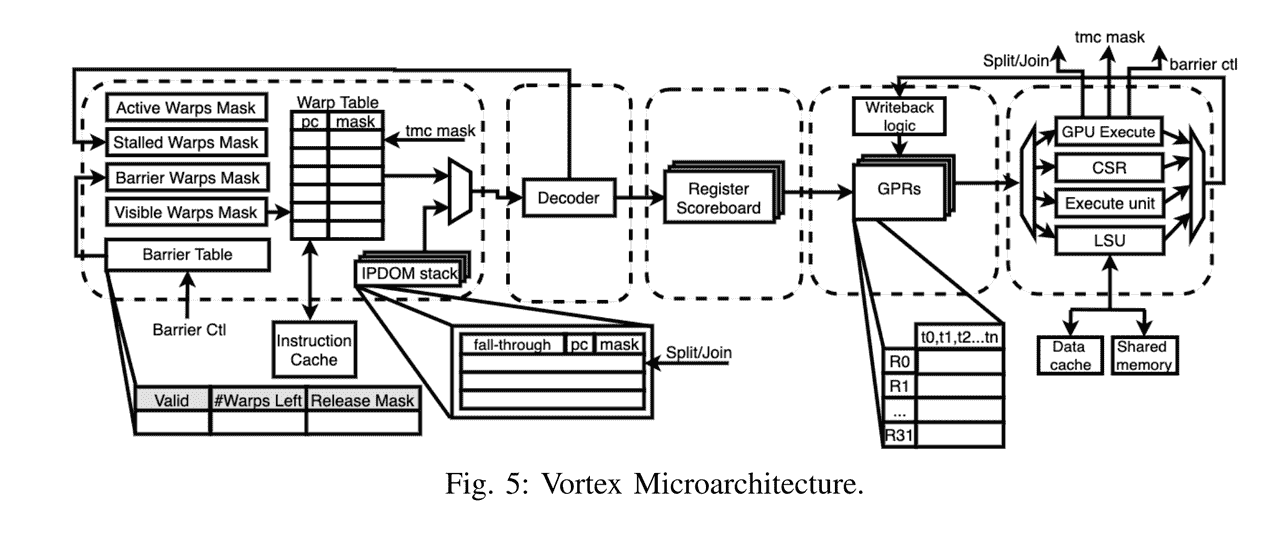 tmc mask
Split/Join
barrier ctl
Active Warps Mask
Stalled Warps Mask
Barrier Warps Mask
Visible Warps Mask
Barrier Table
Barrier Ctl
Warp Table
pc mask
tmc mask
IPDOM stack
Instruction
Cache
Decoder
Register
Scoreboard
Writeback
logic
GPRs
GPU Execute
CSR
Execute unit
LSU
Data
cache
Shared
memory
fall-through pc mask
Split/Join
Valid #Warps Left Release Mask
t0,t1,t2...tn
R0
R1
...
R31
Fig. 5: Vortex Microarchitecture.